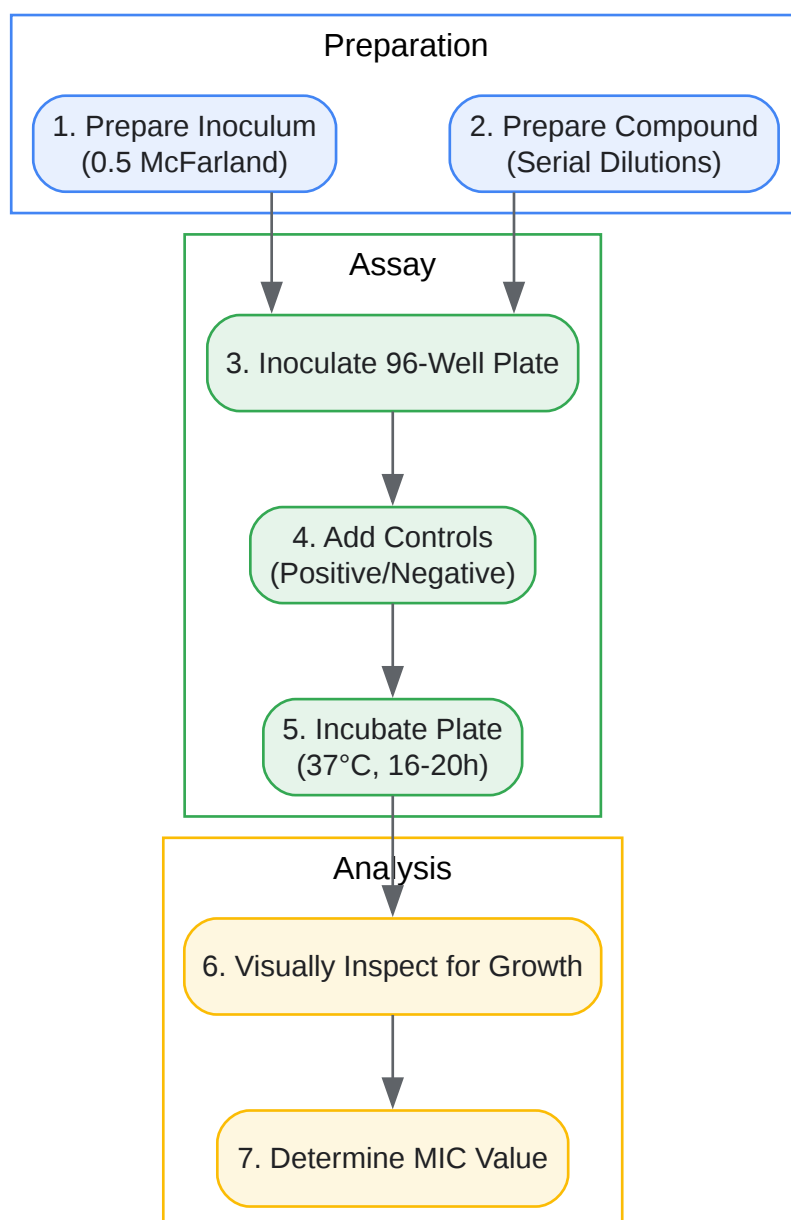 Preparation
1. Prepare Inoculum
(0.5 McFarland)
2. Prepare Compound
(Serial Dilutions)
Assay
3. Inoculate 96-Well Plate
4. Add Controls
(Positive/Negative)
5. Incubate Plate
(37°C, 16-20h)
Analysis
6. Visually Inspect for Growth
7. Determine MIC Value